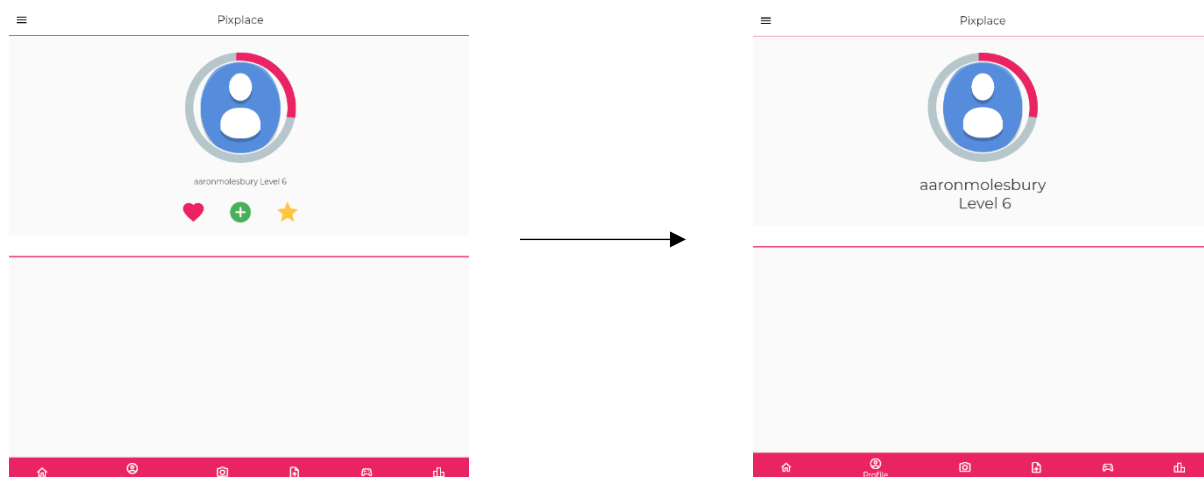 Pixplace
aaronmolesbury Level 6
Pixplace
aaronmolesbury
Level 6
Profile